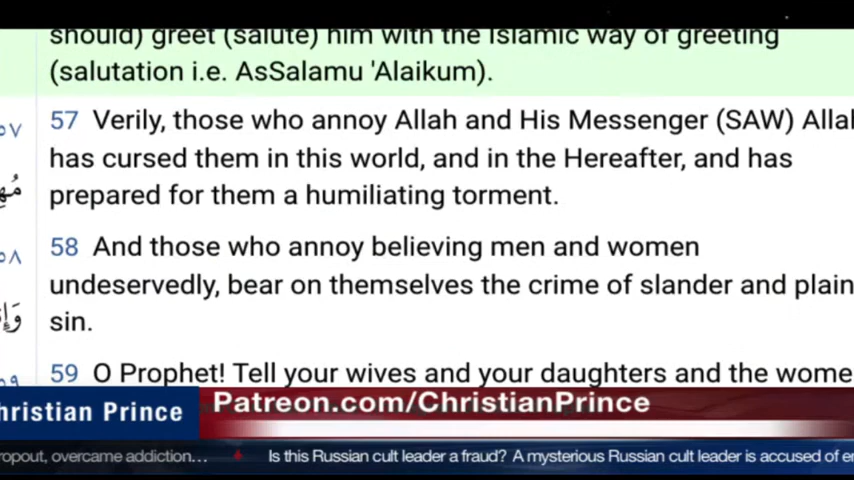 should) greet (salute) him with the Islamic way of greeting
(salutation i.e. AsSalamu 'Alaikum).
57 Verily, those who annoy Allah and His Messenger (SAW) Allah
has cursed them in this world, and in the Hereafter, and has
prepared for them a humiliating torment.
58 And those who annoy believing men and women
undeservedly, bear on themselves the crime of slander and plain
sin.
59 O Prophet! Tell your wives and your daughters and the wome
hristian Prince
Patreon.com/ChristianPrince
ropout, overcame addiction... Is this Russian cult leader a fraud? A mysterious Russian cult leader is accused of